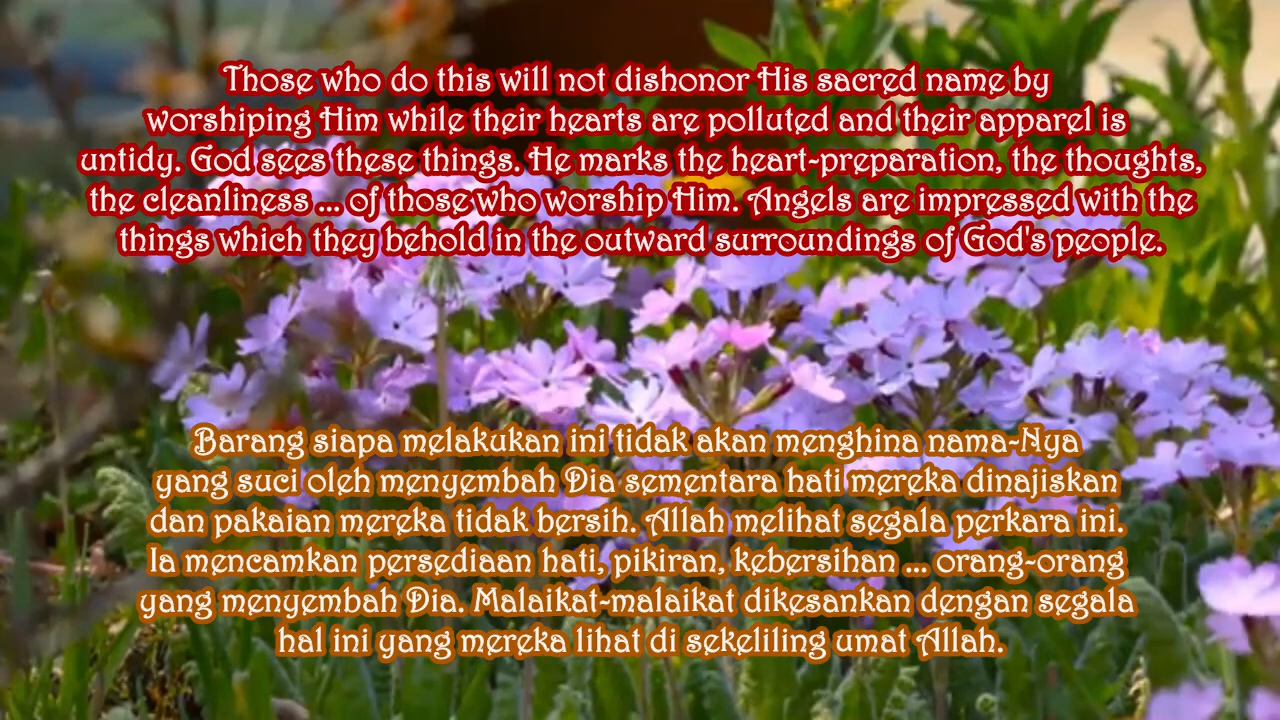 Those who do this will not dishonor His sacred name by
worshiping Him while their hearts are polluted and their apparel is
untidy. God sees these things. He marks the heart-preparation, the thoughts,
the cleanliness ... of those who worship Him. Angels are impressed with the
things which they behold in the outward surroundings of God's people.
Barang siapa melakukan ini tidak akan menghina nama-Nya
yang suci oleh menyembah Dia sementara hati mereka dinajiskan
dan pakaian mereka tidak bersih. Allah melihat segala perkara ini.
Ia mencamkan persediaan hati, pikiran, kebersihan ... orang-orang
yang menyembah Dia. Malaikat-malaikat dikesankan dengan segala
hal ini yang mereka lihat di sekeliling umat Allah.